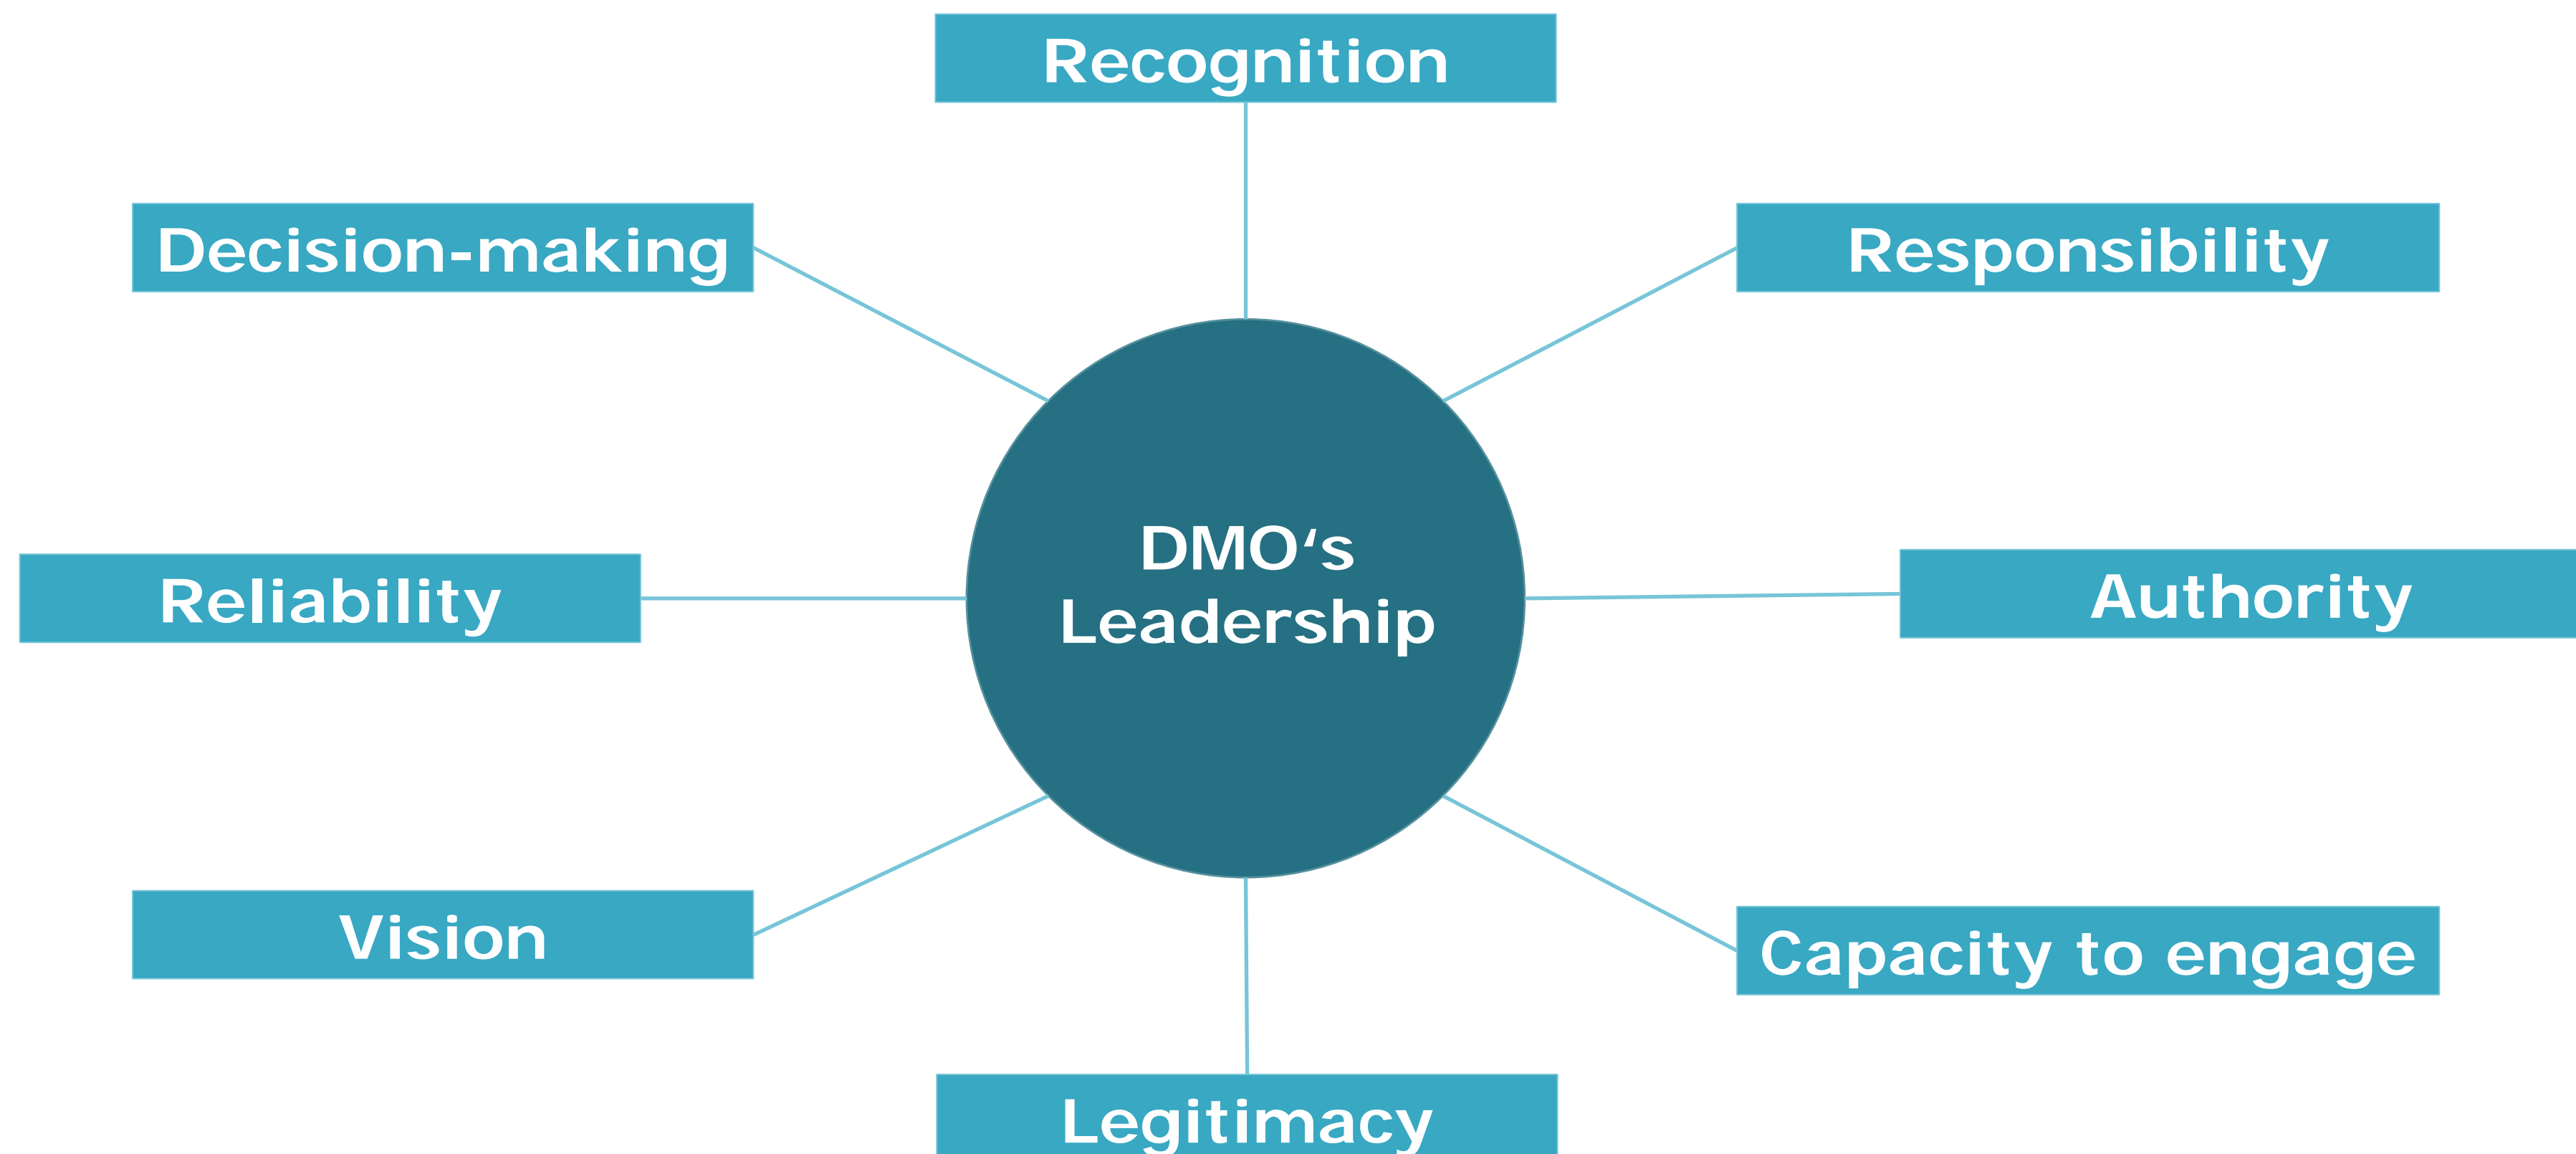 Recognition
Decision-making
Responsibility
DMO‘s
Leadership
Reliability
Authority
Vision
Capacity to engage
Legitimacy